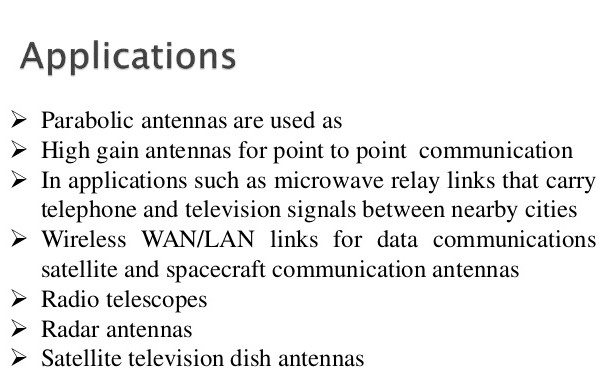 Applications
➢ Parabolic antennas are used as
➢ High gain antennas for point to point communication
➢ In applications such as microwave relay links that carry
telephone and television signals between nearby cities
➢ Wireless WAN/LAN links for data communications
satellite and spacecraft communication antennas
➢ Radio telescopes
➢ Radar antennas
➢ Satellite television dish antennas